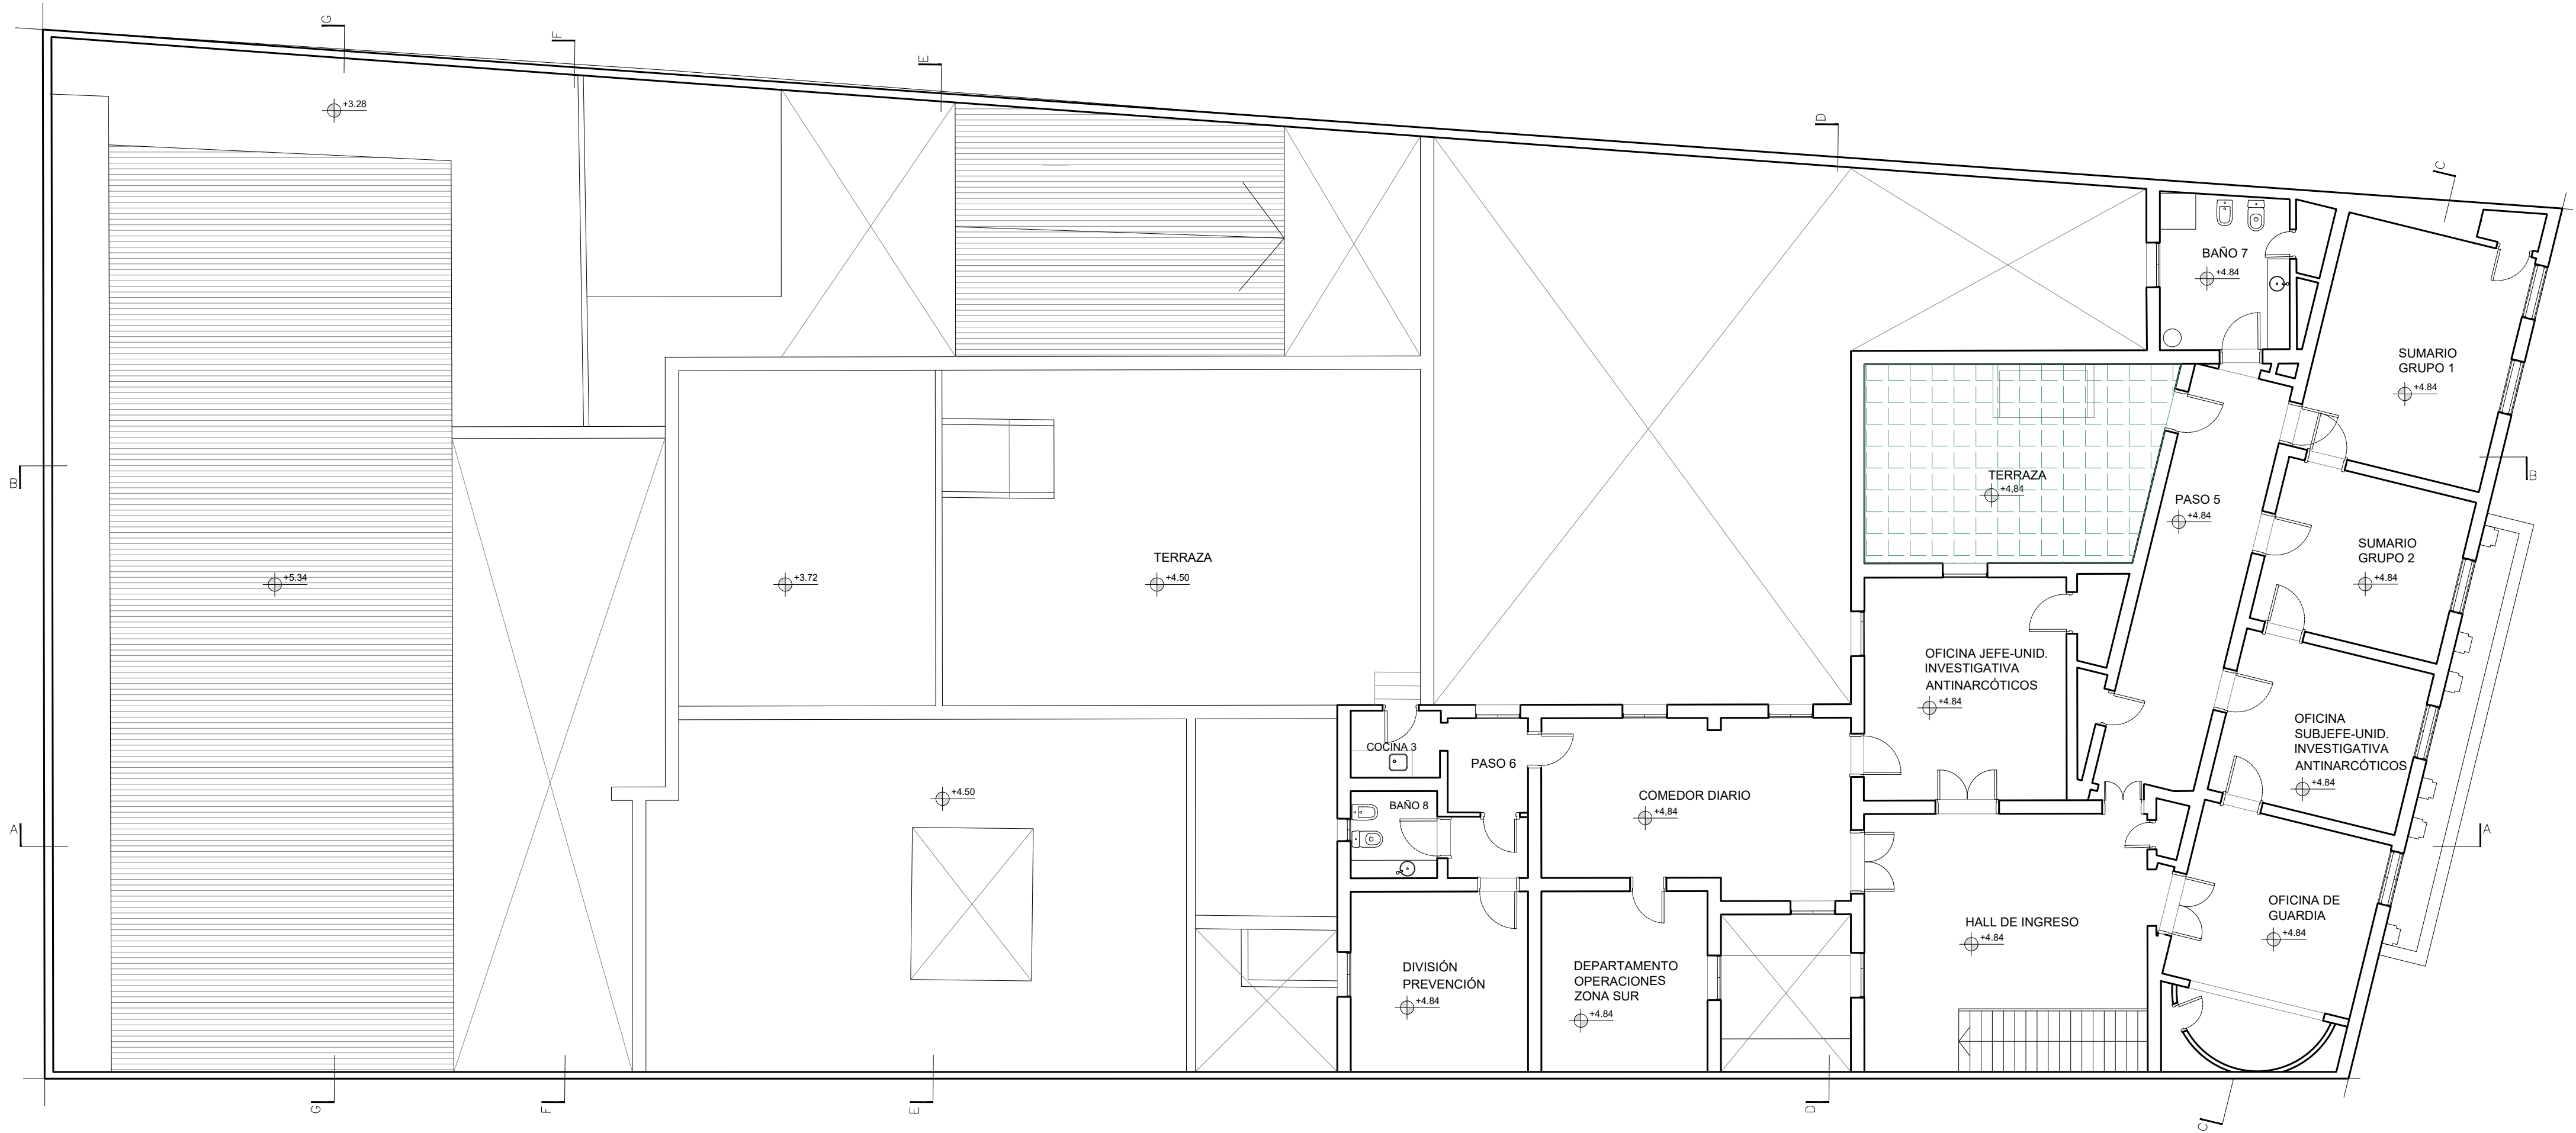 G
F
E
D
C
+3.28
BAÑO 7
+4.84
SUMARIO
GRUPO 1
+4.84
B
B
TERRAZA
+4,84
PASO 5
+4.84
SUMARIO
GRUPO 2
+4.84
TERRAZA
+4.50
+5.34
+3.72
OFICINA JEFE-UNID.
INVESTIGATIVA
ANTINARCÓTICOS
+4.84
OFICINA
SUBJEFE-UNID.
INVESTIGATIVA
ANTINARCÓTICOS
+4.84
COCINA 3
PASO 6
+4.50
BAÑO 8
COMEDOR DIARIO
+4,84
A
A
OFICINA DE
GUARDIA
+4.84
HALL DE INGRESO
+4.84
DIVISIÓN
PREVENCIÓN
+4.84
DEPARTAMENTO
OPERACIONES
ZONA SUR
+4.84
G
F
E
D
C